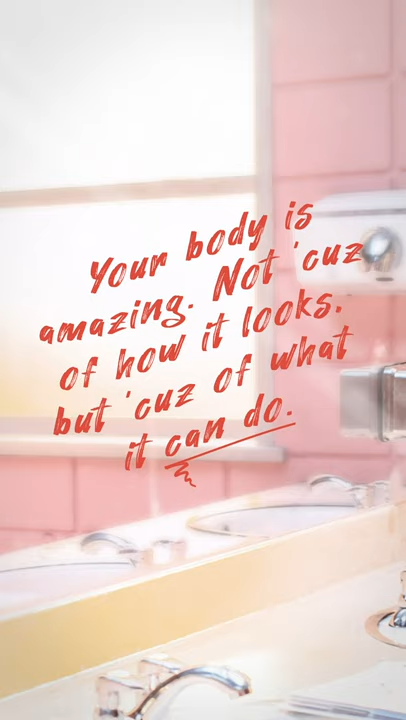 Your body is
amazing. Not 'cuz
of how it looks.
but 'cuz of what
it can do.